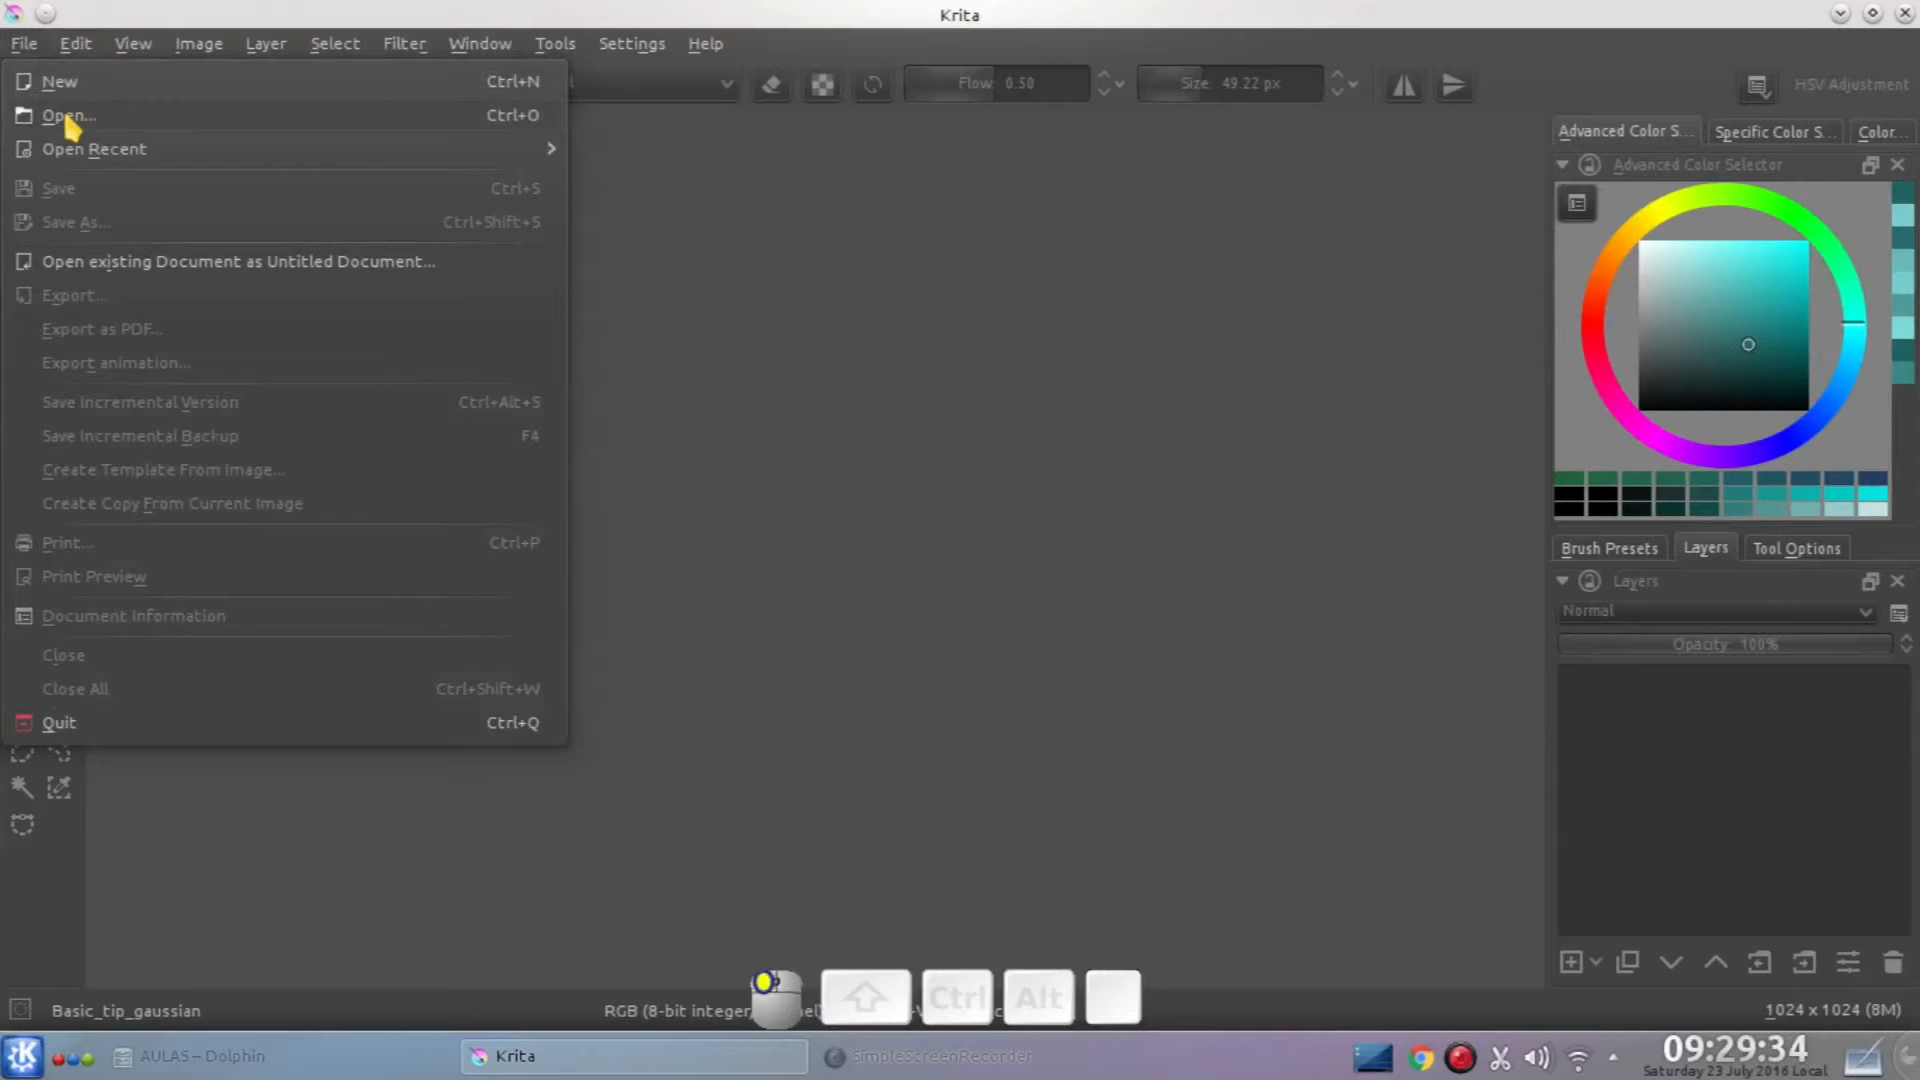 Krita
File Edit View Image Layer Select Filter Window Tools Settings Help
New Ctrl+N
Open... Ctrl+O
Open Recent
Save Ctrl+S
Save As... Ctrl+Shift+S
Open existing Document as Untitled Document...
Export...
Export as PDF...
Export animation...
Save Incremental Version Ctrl+Alt+S
Save Incremental Backup F4
Create Template From Image...
Create Copy From Current Image
Print... Ctrl+P
Print Preview
Document Information
Close
Close All Ctrl+Shift+W
Quit Ctrl+Q
Flow: 0.50
Size: 49.22 px
HSV Adjustment
Advanced Color S... Specific Color S... Color...
Advanced Color Selector
Brush Presets Layers Tool Options
Layers
Normal
Opacity: 100%
Ctrl Alt
Basic_tip_gaussian
RGB (8-bit integer/
1024 x 1024 (8M)
AULAS – Dolphin
Krita
SimpleScreenRecorder
09:29:34
Saturday 23 July 2016 Local